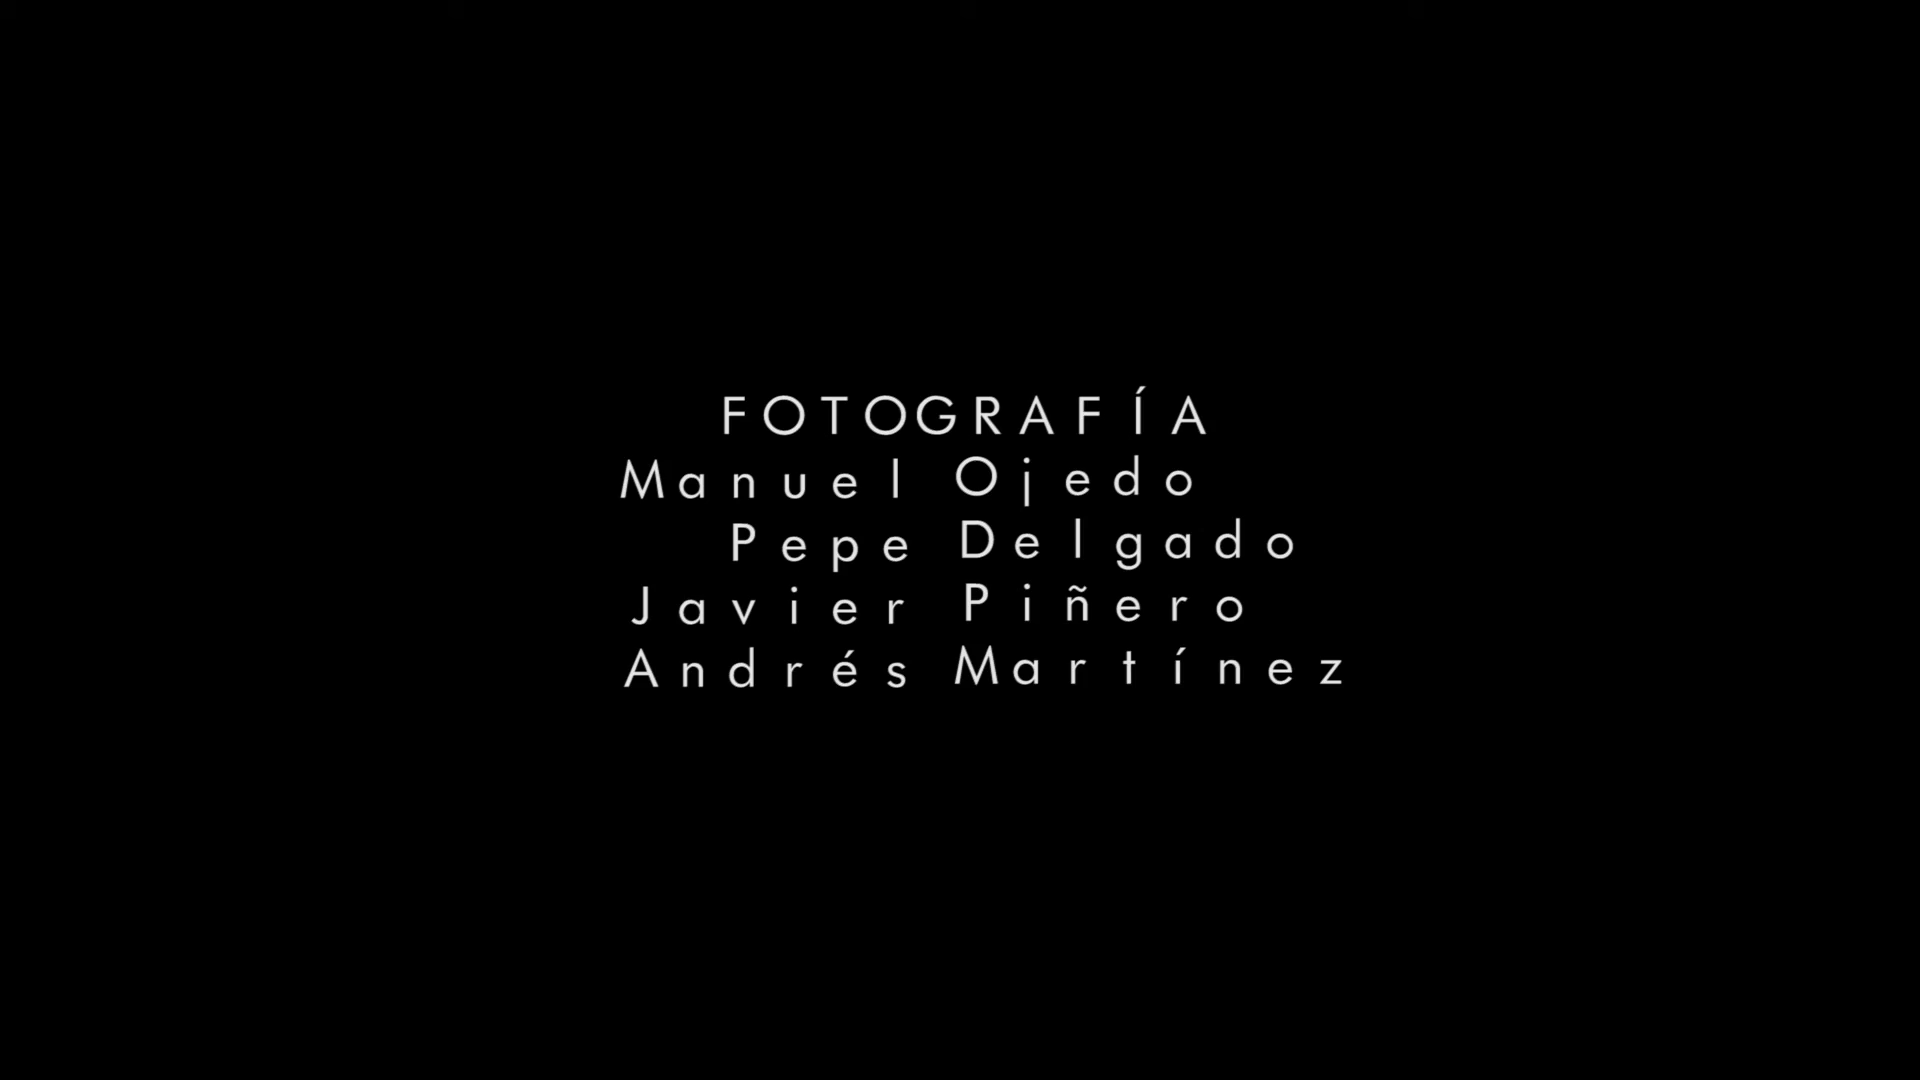 FOTOGRAFÍA
Manuel Ojedo
Pepe Delgado
Javier Piñero
Andrés Martínez